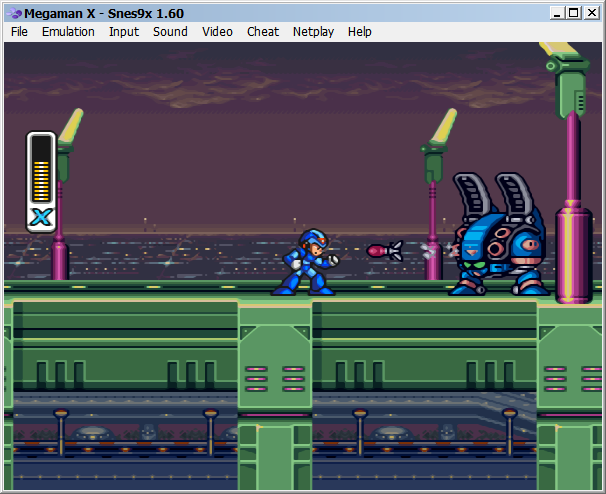 Megaman X - Snes9x 1.60
File Emulation Input Sound Video Cheat Netplay Help
X